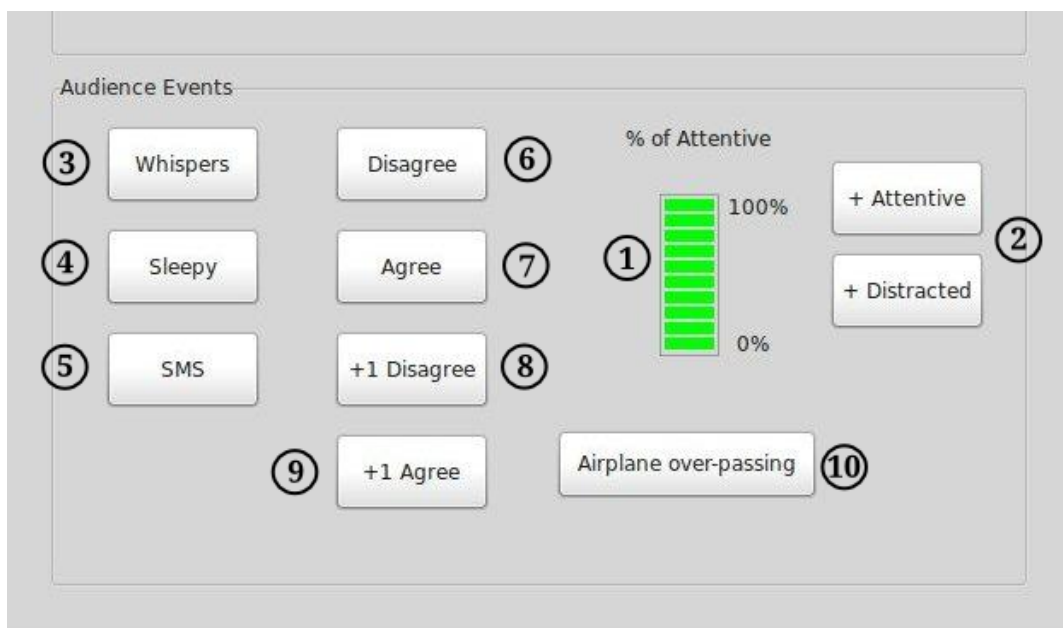 Audience Events
③ Whispers
Disagree ⑥
% of Attentive
100%
+ Attentive
④ Sleepy
Agree ⑦
①
②
+ Distracted
⑤ SMS
+1 Disagree ⑧
0%
⑨ +1 Agree
Airplane over-passing ⑩